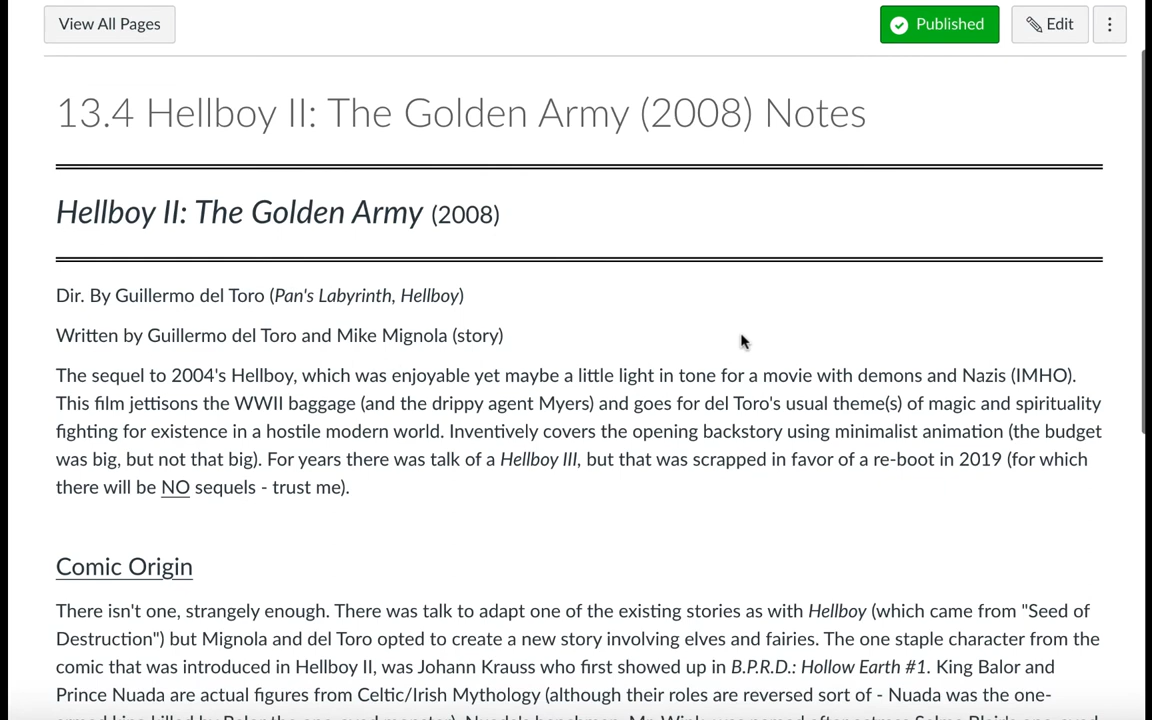 View All Pages
Published
Edit
13.4 Hellboy II: The Golden Army (2008) Notes
Hellboy II: The Golden Army (2008)
Dir. By Guillermo del Toro (Pan's Labyrinth, Hellboy)
Written by Guillermo del Toro and Mike Mignola (story)
The sequel to 2004's Hellboy, which was enjoyable yet maybe a little light in tone for a movie with demons and Nazis (IMHO).
This film jettisons the WWII baggage (and the drippy agent Myers) and goes for del Toro's usual theme(s) of magic and spirituality
fighting for existence in a hostile modern world. Inventively covers the opening backstory using minimalist animation (the budget
was big, but not that big). For years there was talk of a Hellboy III, but that was scrapped in favor of a re-boot in 2019 (for which
there will be NO sequels - trust me).
Comic Origin
There isn't one, strangely enough. There was talk to adapt one of the existing stories as with Hellboy (which came from "Seed of
Destruction") but Mignola and del Toro opted to create a new story involving elves and fairies. The one staple character from the
comic that was introduced in Hellboy II, was Johann Krauss who first showed up in B.P.R.D.: Hollow Earth #1. King Balor and
Prince Nuada are actual figures from Celtic/Irish Mythology (although their roles are reversed sort of - Nuada was the one-